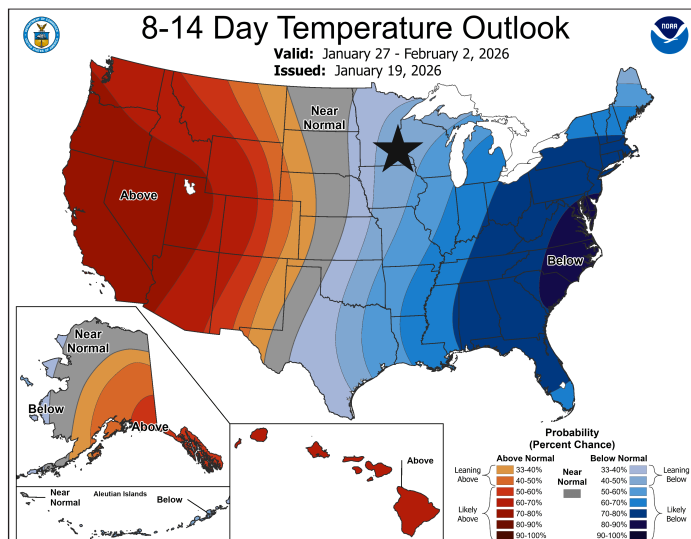 8-14 Day Temperature Outlook
Valid: January 27 - February 2, 2026
Issued: January 19, 2026
NOAA
Near
Normal
Above
Below
Near
Normal
Below
Above
Near
Normal
Aleutian Islands
Below
Above
Probability
(Percent Chance)
Above Normal
Below Normal
Leaning
Above
33-40%
40-50%
Likely
Above
50-60%
60-70%
70-80%
80-90%
90-100%
Near
Normal
33-40%
40-50%
Leaning
Below
50-60%
60-70%
70-80%
80-90%
90-100%
Likely
Below